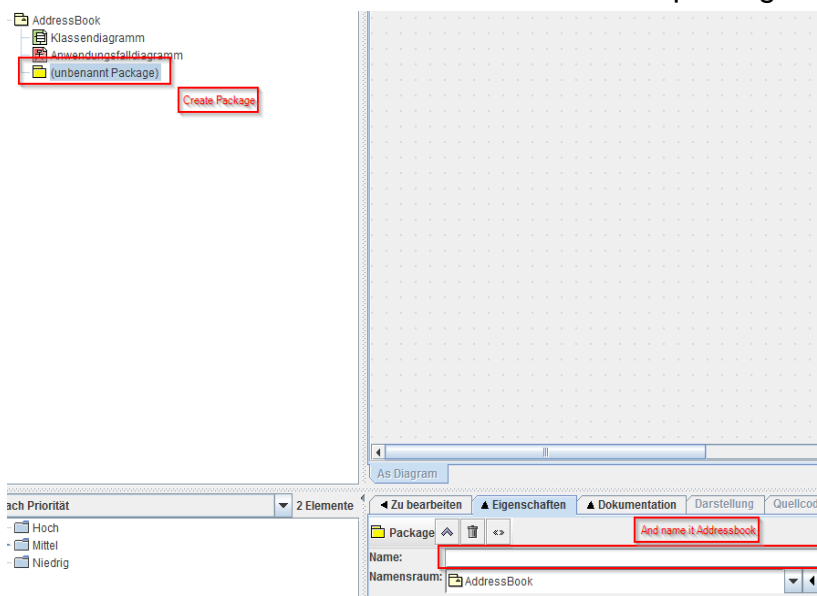 AddressBook
Klassendiagramm
Anwendungsfalldiagramm
(unbenannt Package)
Create Package
As Diagram
ach Priorität
2 Elemente
Hoch
Mittel
Niedrig
Zu bearbeiten
Eigenschaften
Dokumentation
Darstellung
Quellcod
Package
And name it Addressbook
Name:
Namensraum:
AddressBook